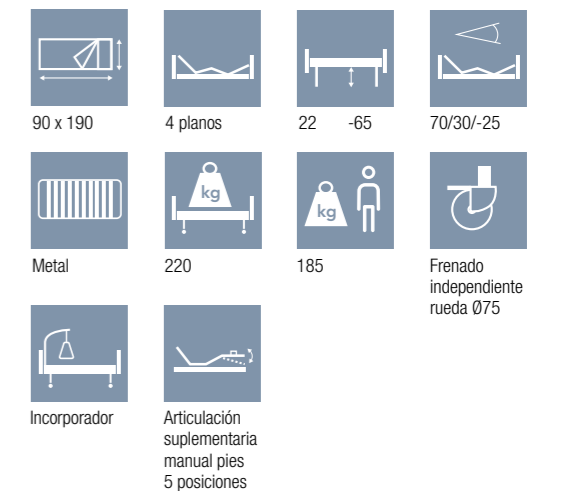 90 x 190
4 planos
22 -65
70/30/-25
kg
kg
Metal
220
185
Frenado
independiente
rueda Ø75
Incorporador
Articulación
suplementaria
manual pies
5 posiciones